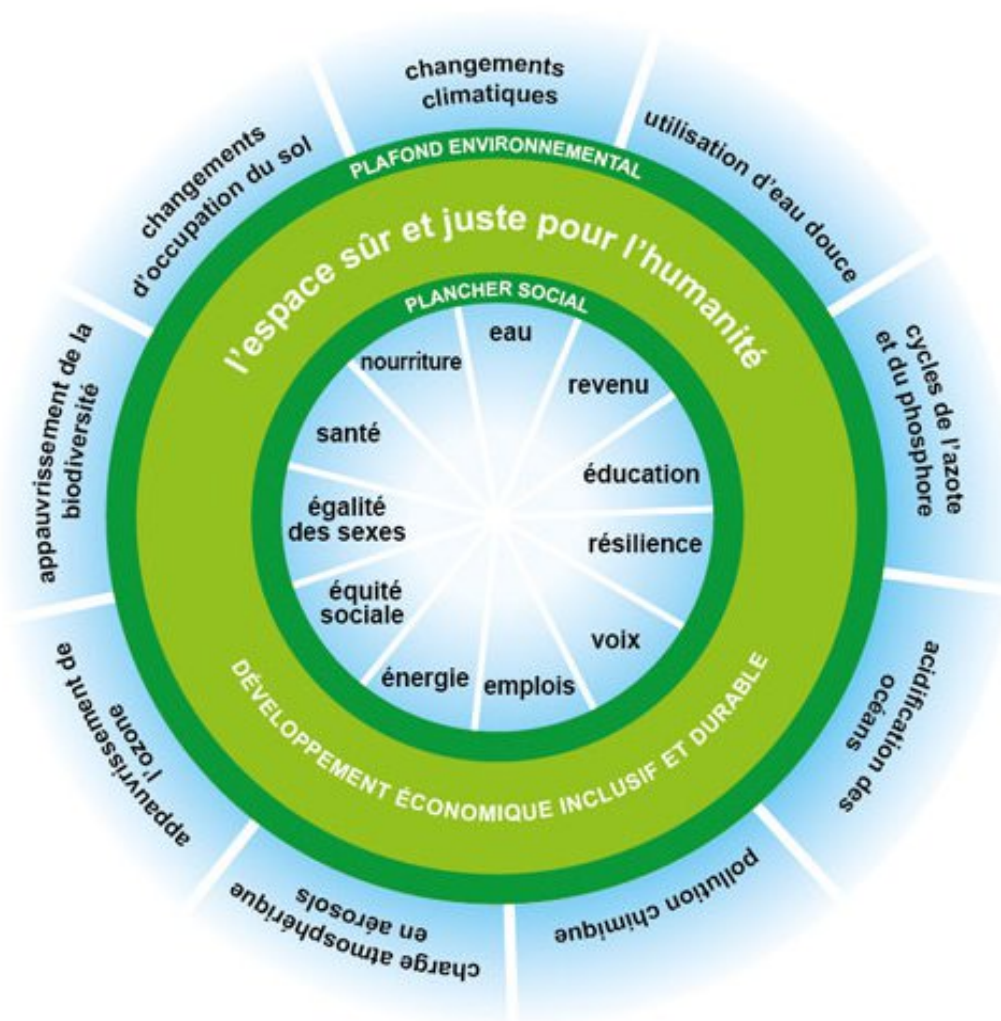 changements
climatiques
utilisation d'eau douce
cycles de l'azote
et du phosphore
acidification des
océans
pollution chimique
charge atmosphérique
en aérosols
appauvrissement de
l'ozone
appauvrissement de la
biodiversité
changements
d'occupation du sol
PLAFOND ENVIRONNEMENTAL
l'espace sûr et juste pour l'humanité
PLANCHER SOCIAL
eau
revenu
éducation
résilience
voix
emplois
énergie
équité
sociale
égalité
des sexes
santé
nourriture
DÉVELOPPEMENT ÉCONOMIQUE INCLUSIF ET DURABLE